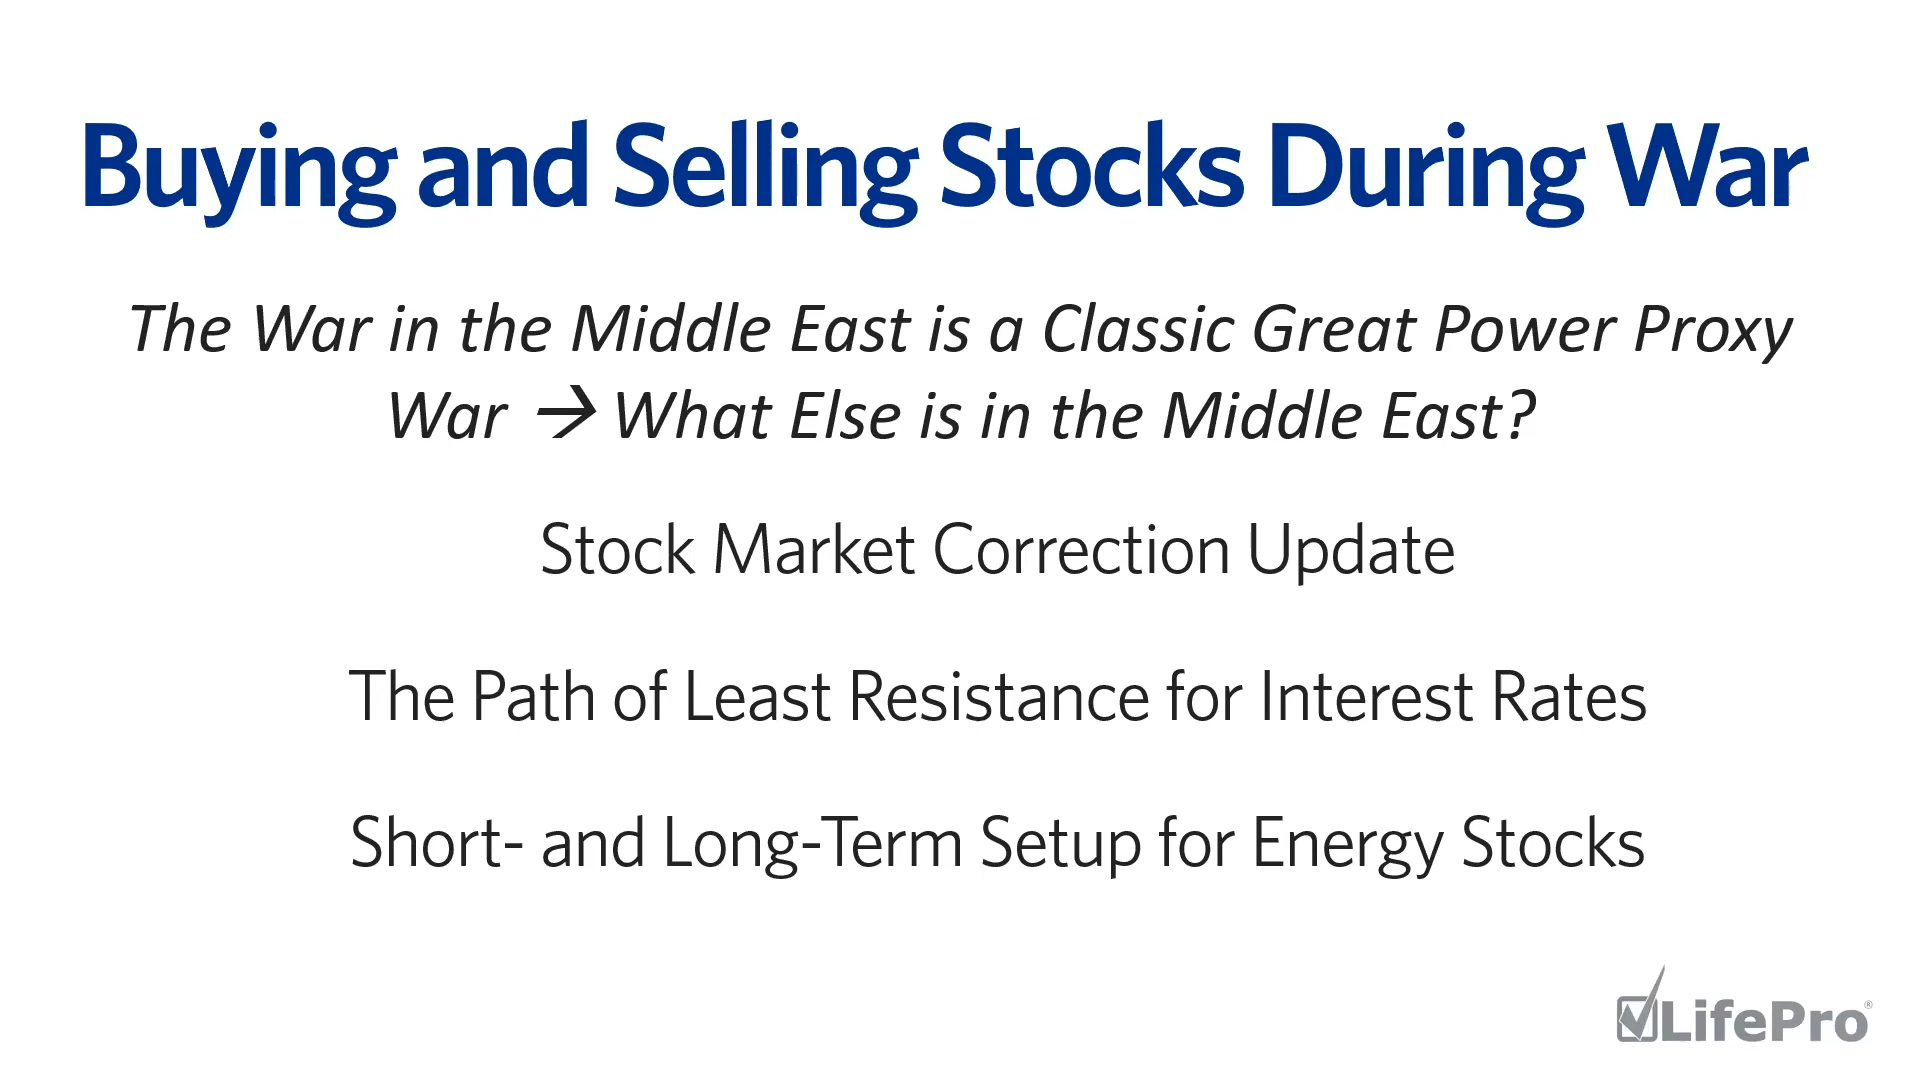 Buying and Selling Stocks During War
The War in the Middle East is a Classic Great Power Proxy
War → What Else is in the Middle East?
Stock Market Correction Update
The Path of Least Resistance for Interest Rates
Short- and Long-Term Setup for Energy Stocks
LifePro®